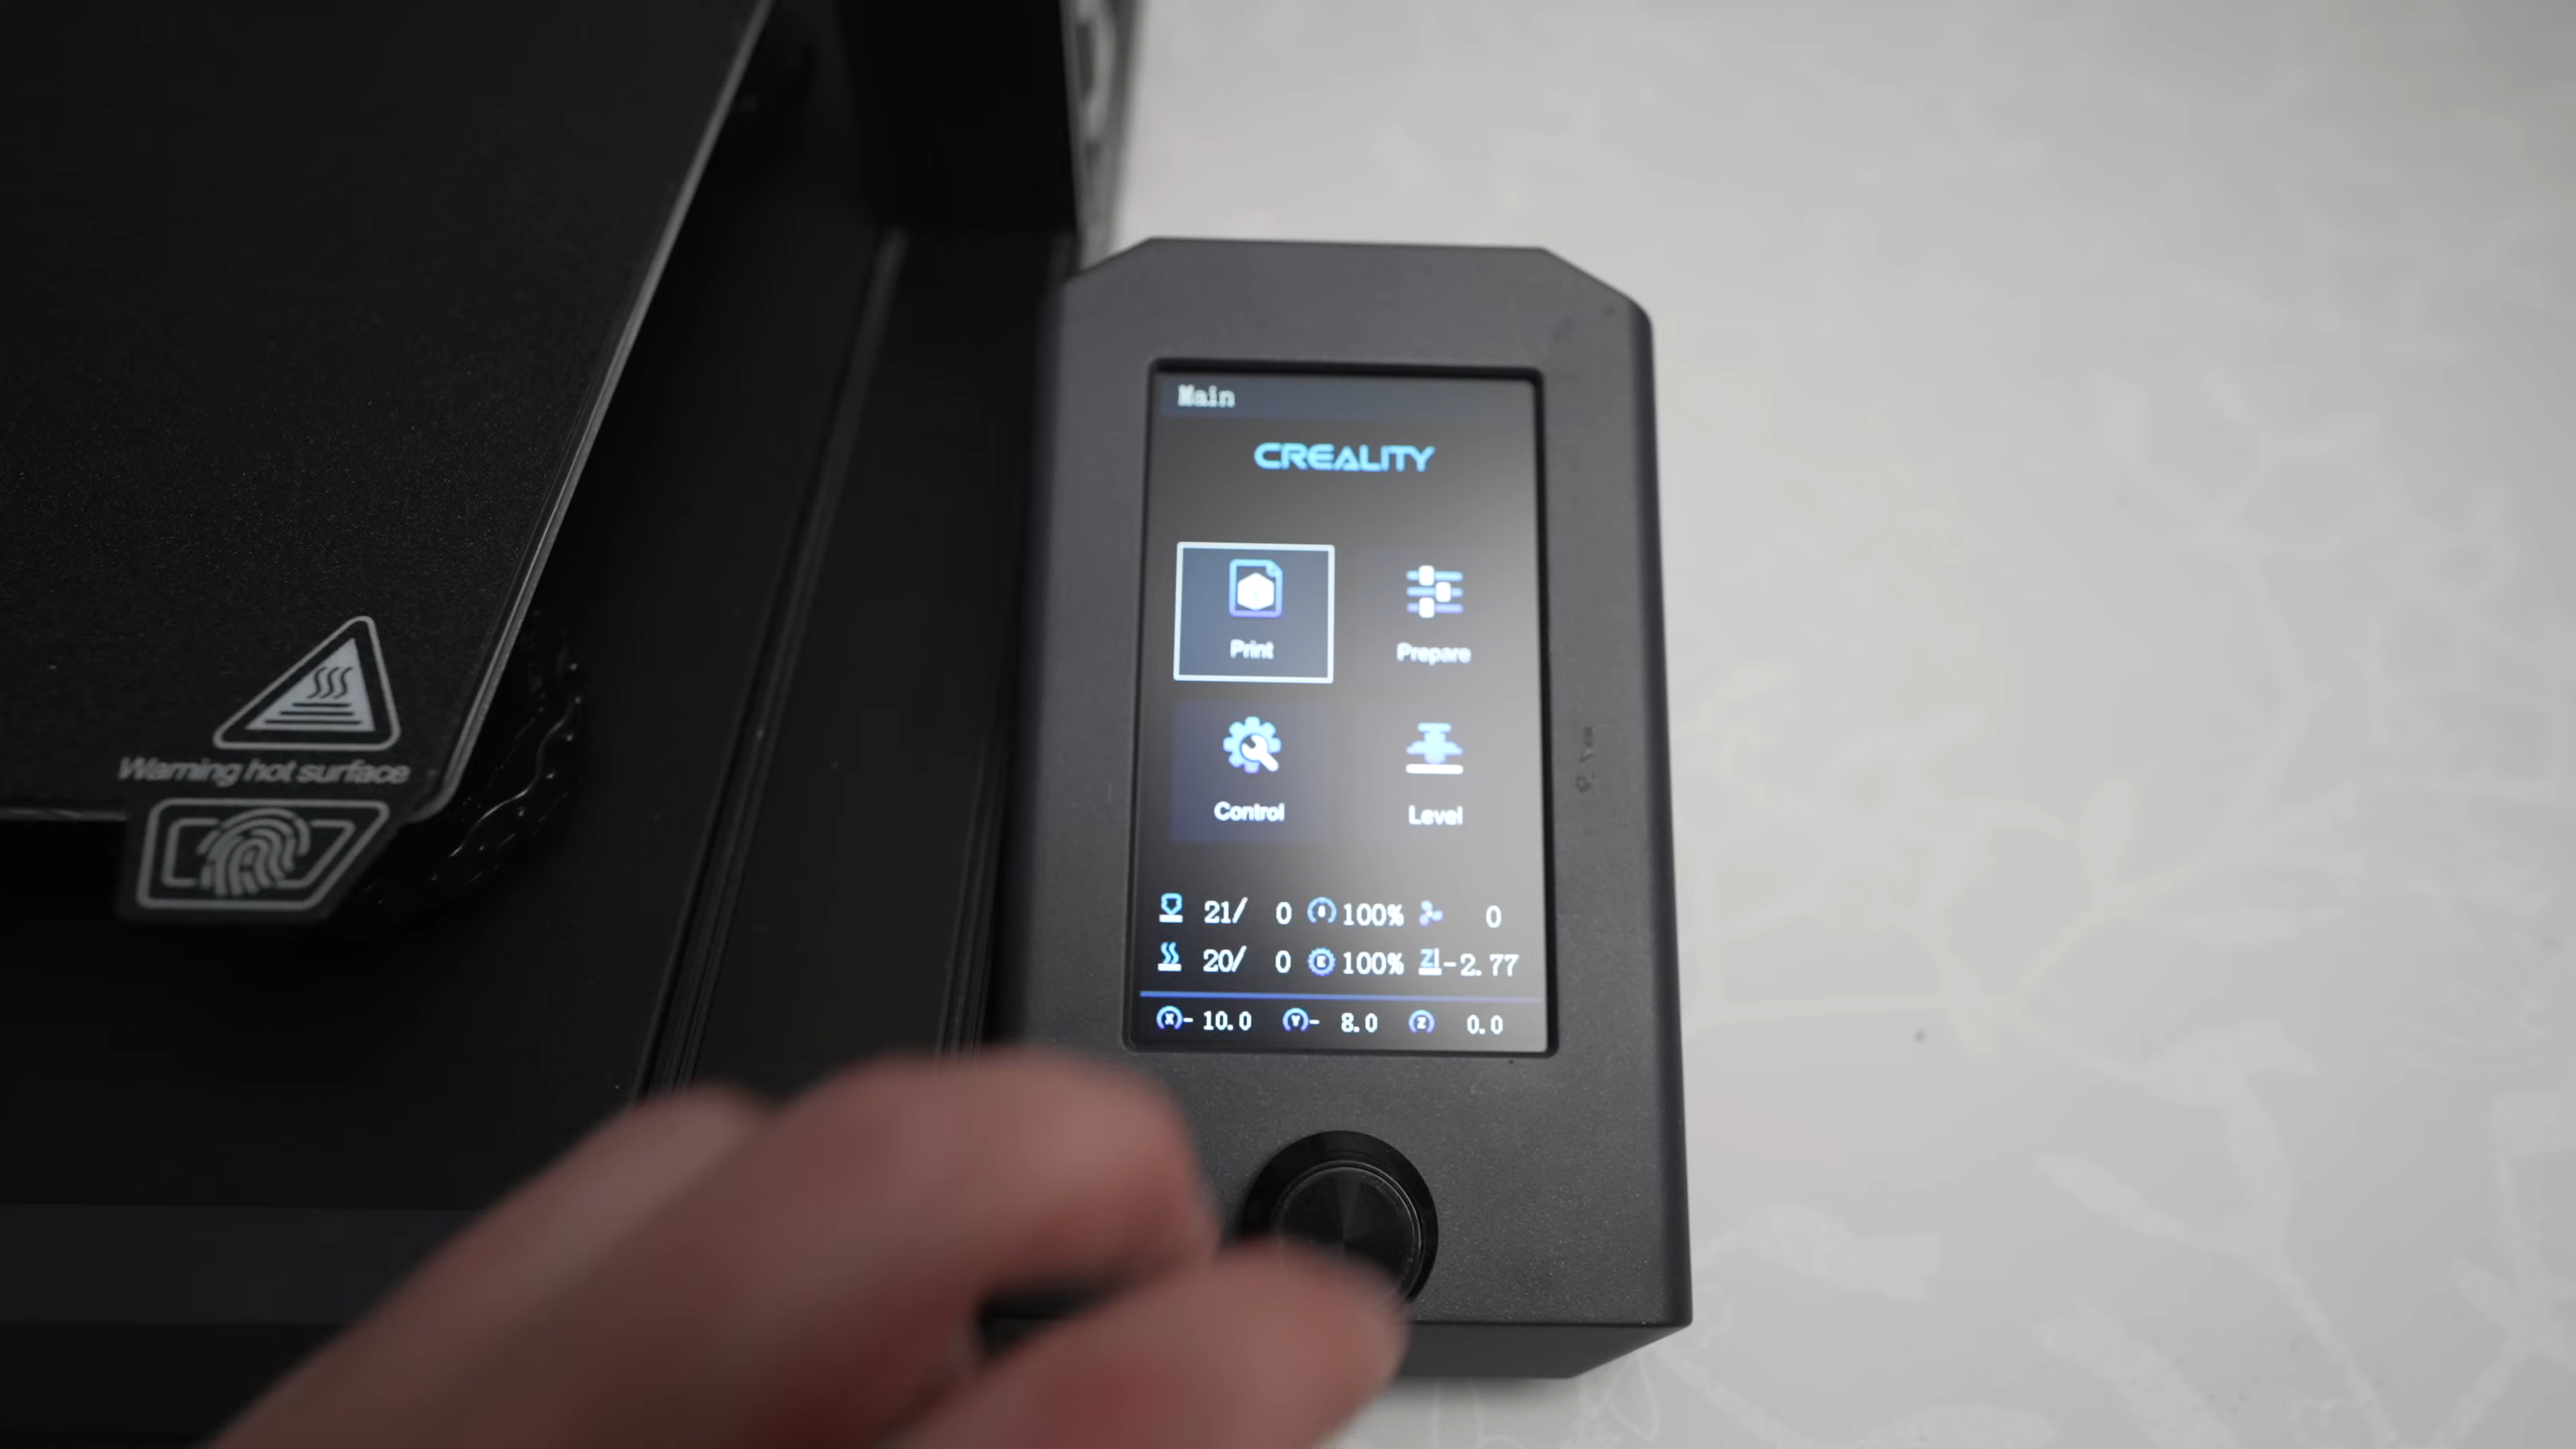 Main
CREALITY
Print
Prepare
Control
Level
21/ 0 100% 0
20/ 0 E 100% Z -2.77
X - 10.0 Y - 8.0 Z 0.0
Warning hot surface